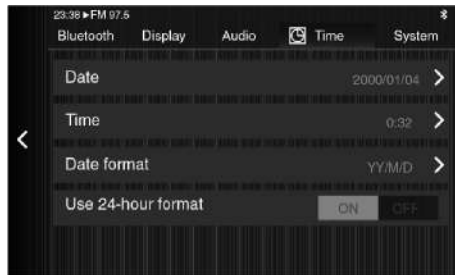 23:38 ▶ FM 97.5
Bluetooth Display Audio Time System
Date 2000/01/04
Time 0:32
Date format YY/M/D
Use 24-hour format ON OFF